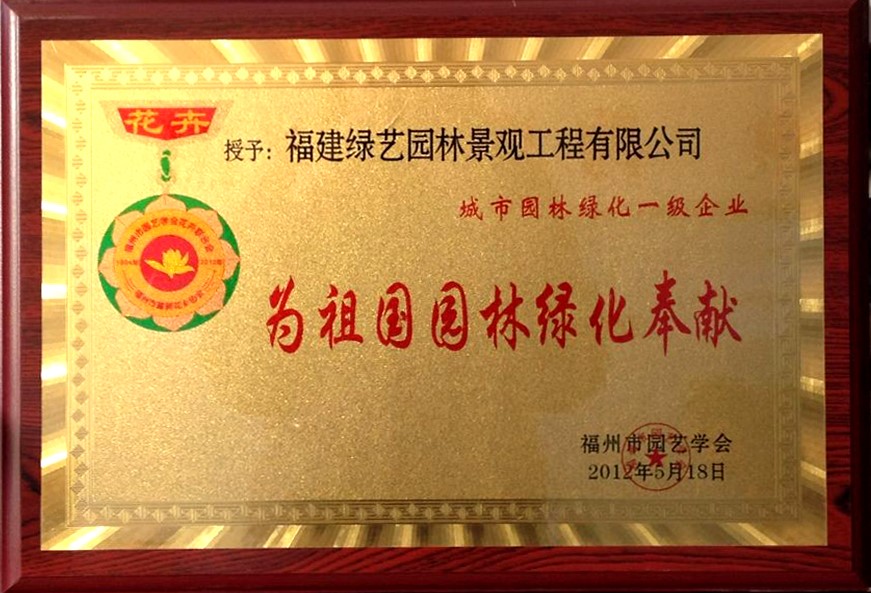 花卉
授予：福建绿艺园林景观工程有限公司
城市园林绿化一级企业
为祖国园林绿化奉献
福州市园艺学会
2012年5月18日